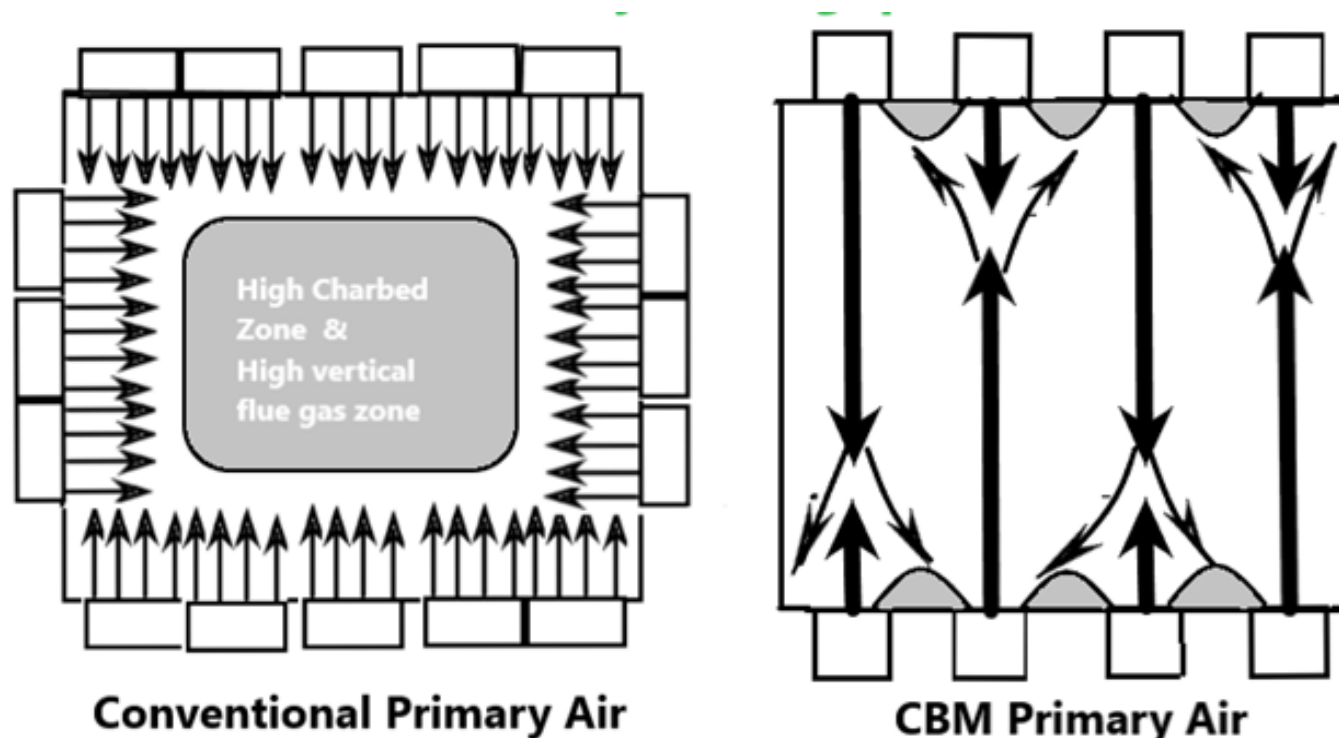 High Charbed
Zone &
High vertical
flue gas zone
Conventional Primary Air
CBM Primary Air